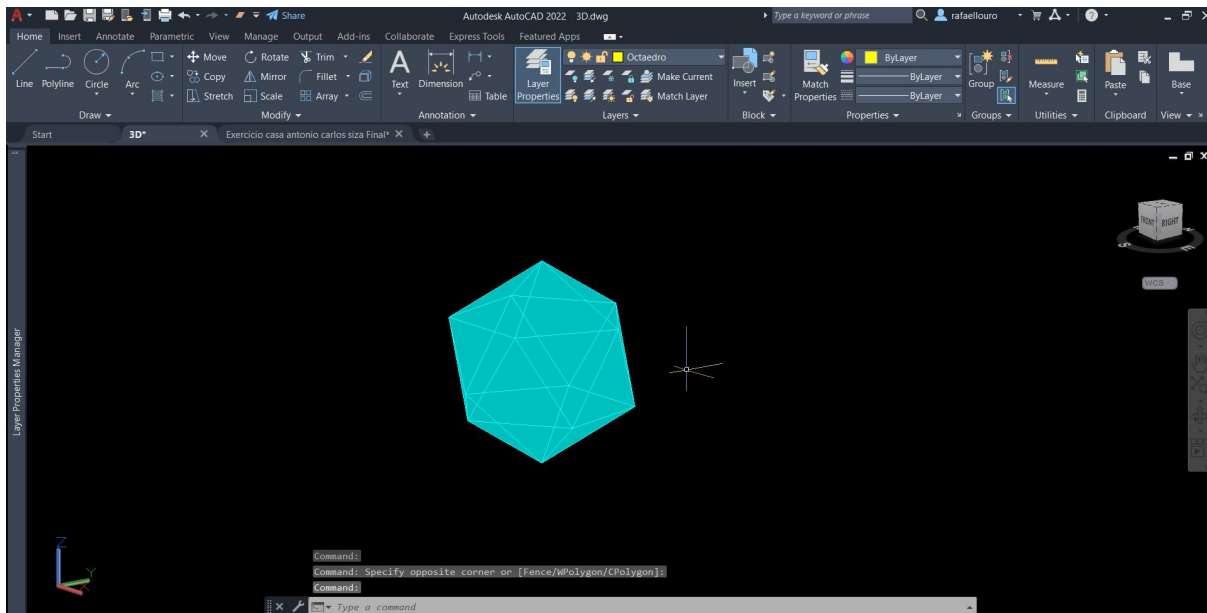 A Share Autodesk AutoCAD 2022 3D.dwg Type a keyword or phrase rafaellouro
Home Insert Annotate Parametric View Manage Output Add-ins Collaborate Express Tools Featured Apps
Line Polyline Circle Arc
Move Rotate Trim
Copy Mirror Fillet
Stretch Scale Array
Text Dimension Table
Layer Properties
Octaedro
Make Current
Match Layer
Insert
Match Properties
ByLayer
ByLayer
ByLayer
Group
Measure
Paste
Base
Draw Modify Annotation Layers Block Properties Groups Utilities Clipboard View
Start 3D* Exercicio casa antonio carlos siza Final*
Layer Properties Manager
FRONT RIGHT
S E
WCS
Z
Y
X
Command:
Command: Specify opposite corner or [Fence/WPolygon/CPolygon]:
Command:
Type a command